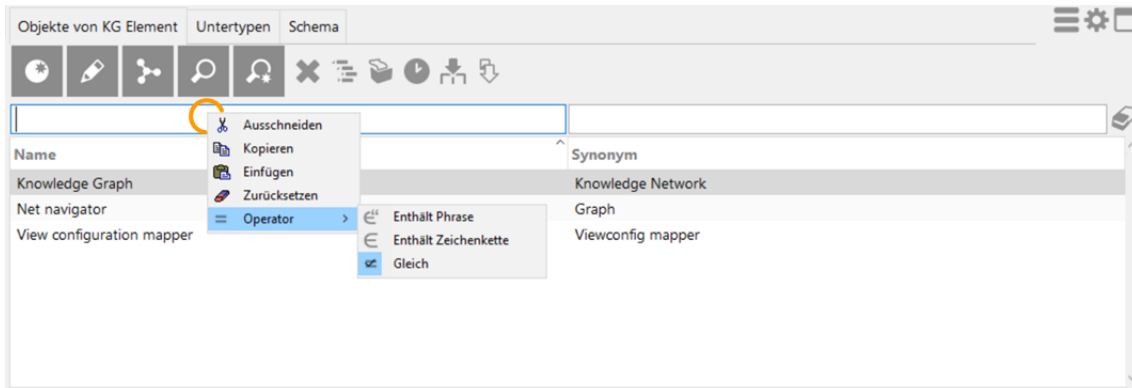 Objekte von KG Element Untertypen Schema
Ausschneiden
Kopieren
Einfügen
Zurücksetzen
Operator
Enthält Phrase
Enthält Zeichenkette
Gleich
Name Synonym
Knowledge Graph Knowledge Network
Net navigator Graph
View configuration mapper Viewconfig mapper